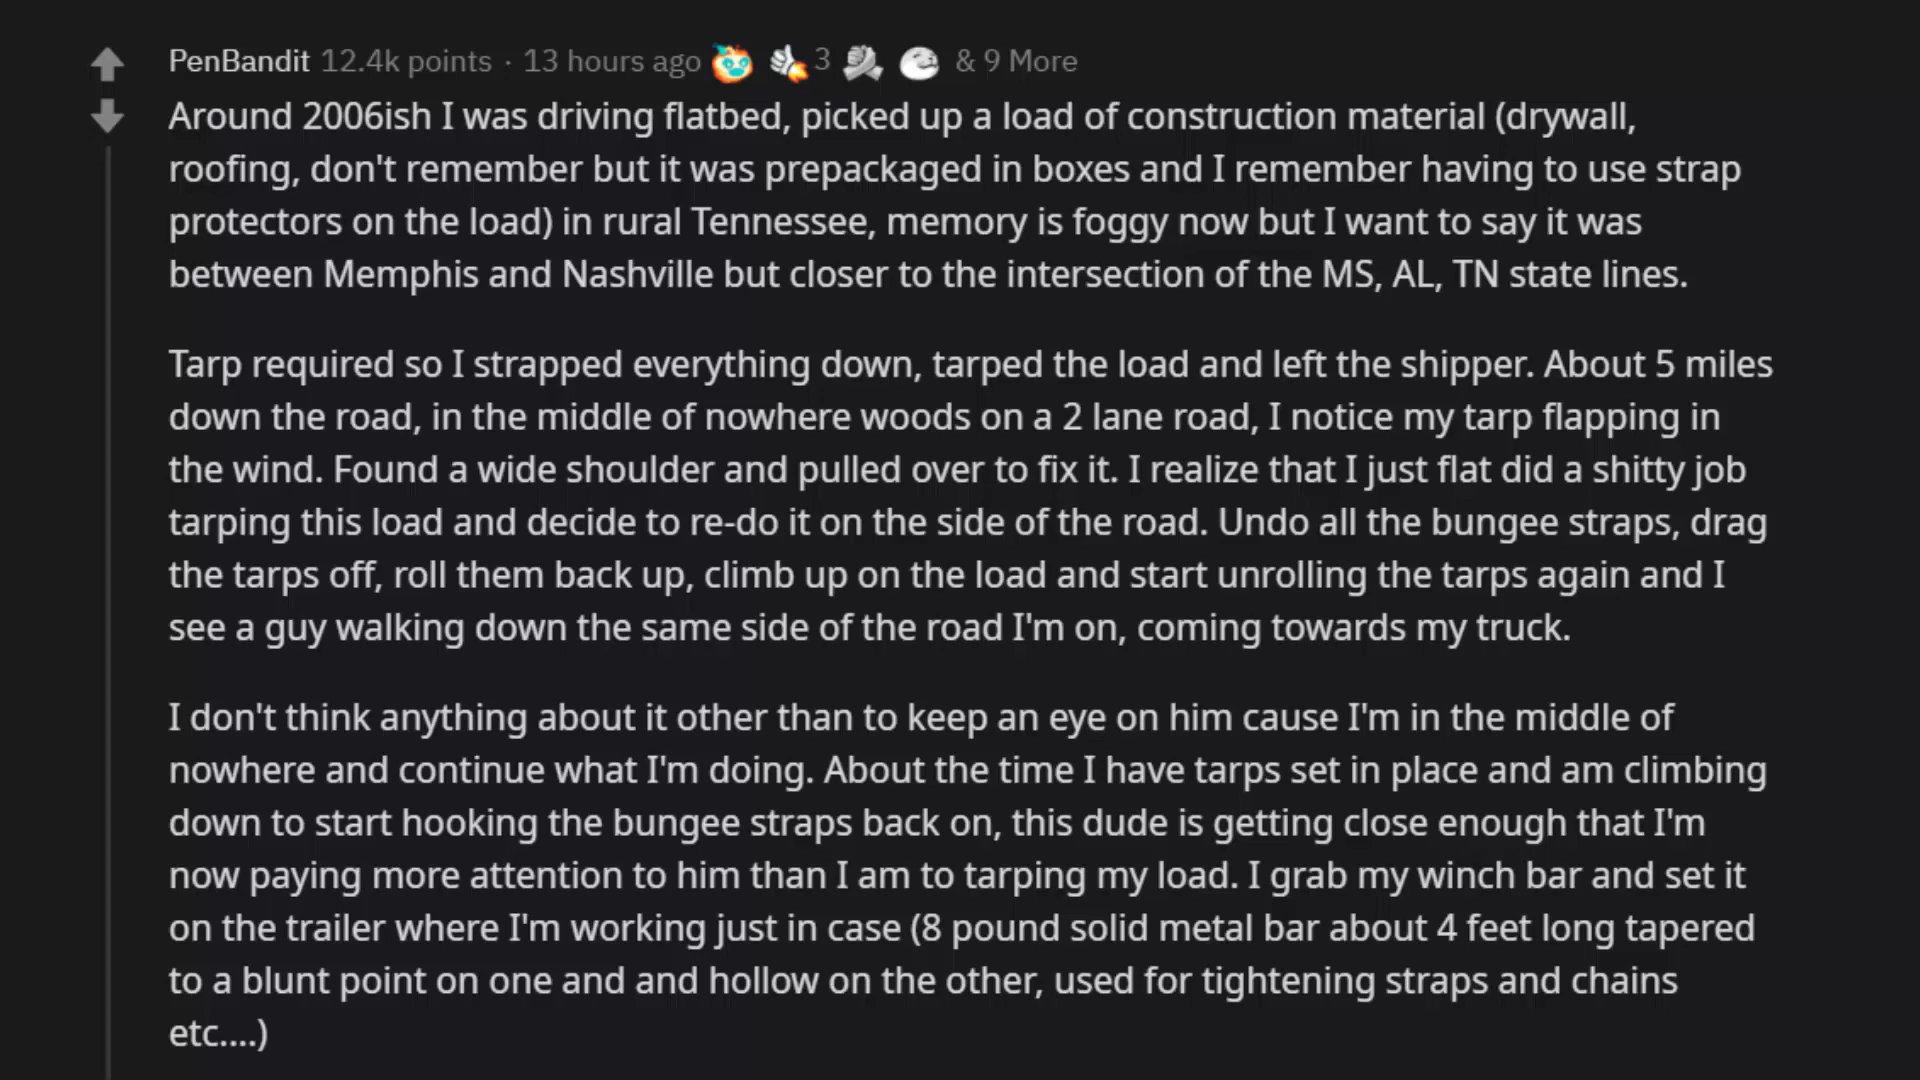 PenBandit 12.4k points · 13 hours ago 3 & 9 More
Around 2006ish I was driving flatbed, picked up a load of construction material (drywall,
roofing, don't remember but it was prepackaged in boxes and I remember having to use strap
protectors on the load) in rural Tennessee, memory is foggy now but I want to say it was
between Memphis and Nashville but closer to the intersection of the MS, AL, TN state lines.
Tarp required so I strapped everything down, tarped the load and left the shipper. About 5 miles
down the road, in the middle of nowhere woods on a 2 lane road, I notice my tarp flapping in
the wind. Found a wide shoulder and pulled over to fix it. I realize that I just flat did a shitty job
tarping this load and decide to re-do it on the side of the road. Undo all the bungee straps, drag
the tarps off, roll them back up, climb up on the load and start unrolling the tarps again and I
see a guy walking down the same side of the road I'm on, coming towards my truck.
I don't think anything about it other than to keep an eye on him cause I'm in the middle of
nowhere and continue what I'm doing. About the time I have tarps set in place and am climbing
down to start hooking the bungee straps back on, this dude is getting close enough that I'm
now paying more attention to him than I am to tarping my load. I grab my winch bar and set it
on the trailer where I'm working just in case (8 pound solid metal bar about 4 feet long tapered
to a blunt point on one and and hollow on the other, used for tightening straps and chains
etc....)